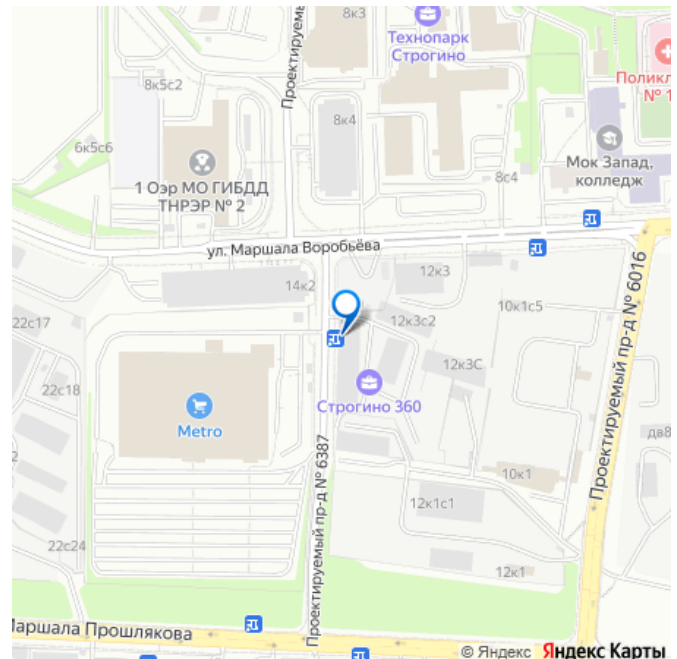 8к3
Технопарк
Строгино
Проектируемый
8к5с2
8к4
Поликл
№ 1
6к5с6
1 Оэр МО ГИБДД
ТНРЭР № 2
Мок Запад.
колледж
8с4
ул. Маршала Воробьёва
12к3
14к2
10к1с5
22с17
12к3с2
12к3С
Проектируемый пр-д № 6016
22с18
Строгино 360
Metro
дв8
Проектируемый пр-д № 6387
10к1
12к1с1
22с24
12к1
Маршала Прошлякова
© Яндекс Яндекс Карты